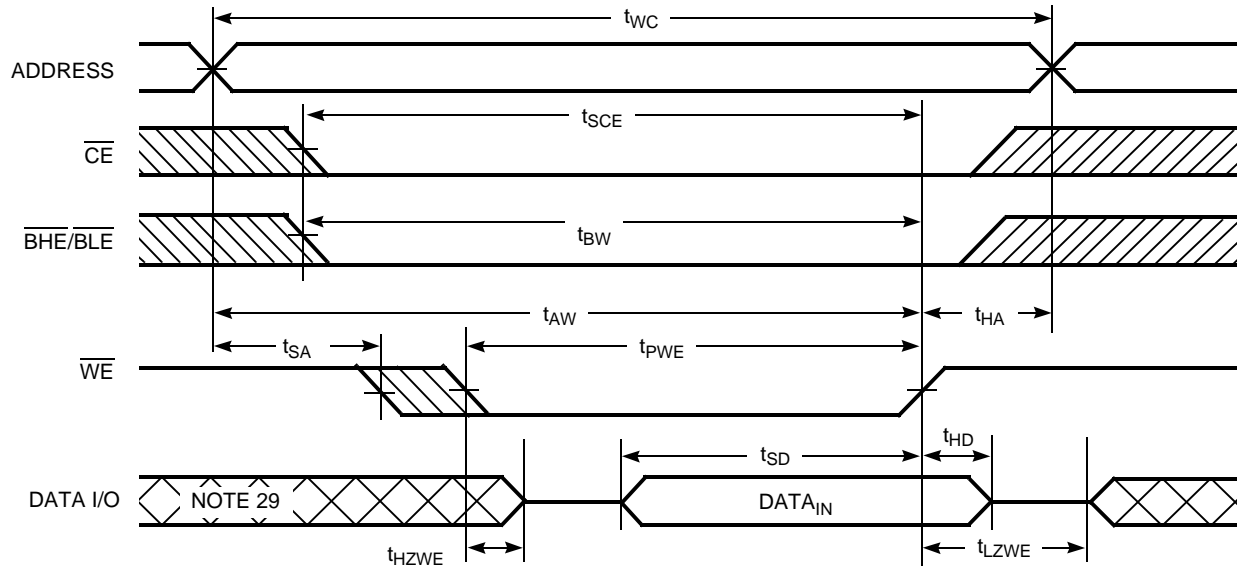 tWC
ADDRESS
tSCE
CE
BHE/BLE
tBW
tAW
tHA
tSA
tPWE
WE
tHD
tSD
DATA I/O
NOTE 29
DATAIN
tHZWE
tLZWE